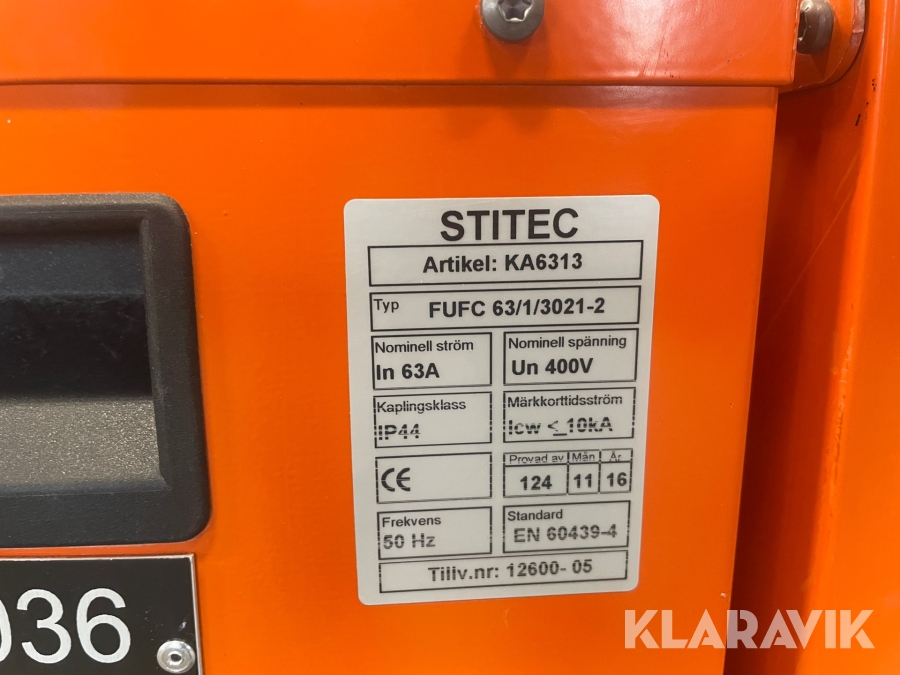 STITEC
Artikel: KA6313
Typ FUFC 63/1/3021-2
Nominell ström
In 63A
Nominell spänning
Un 400V
Kaplingsklass
IP44
Märkkorttidsström
Icw ≤ 10kA
CE
Provad av Mån År
124 11 16
Frekvens
50 Hz
Standard
EN 60439-4
Tillv.nr: 12600- 05
036
KLARAVIK